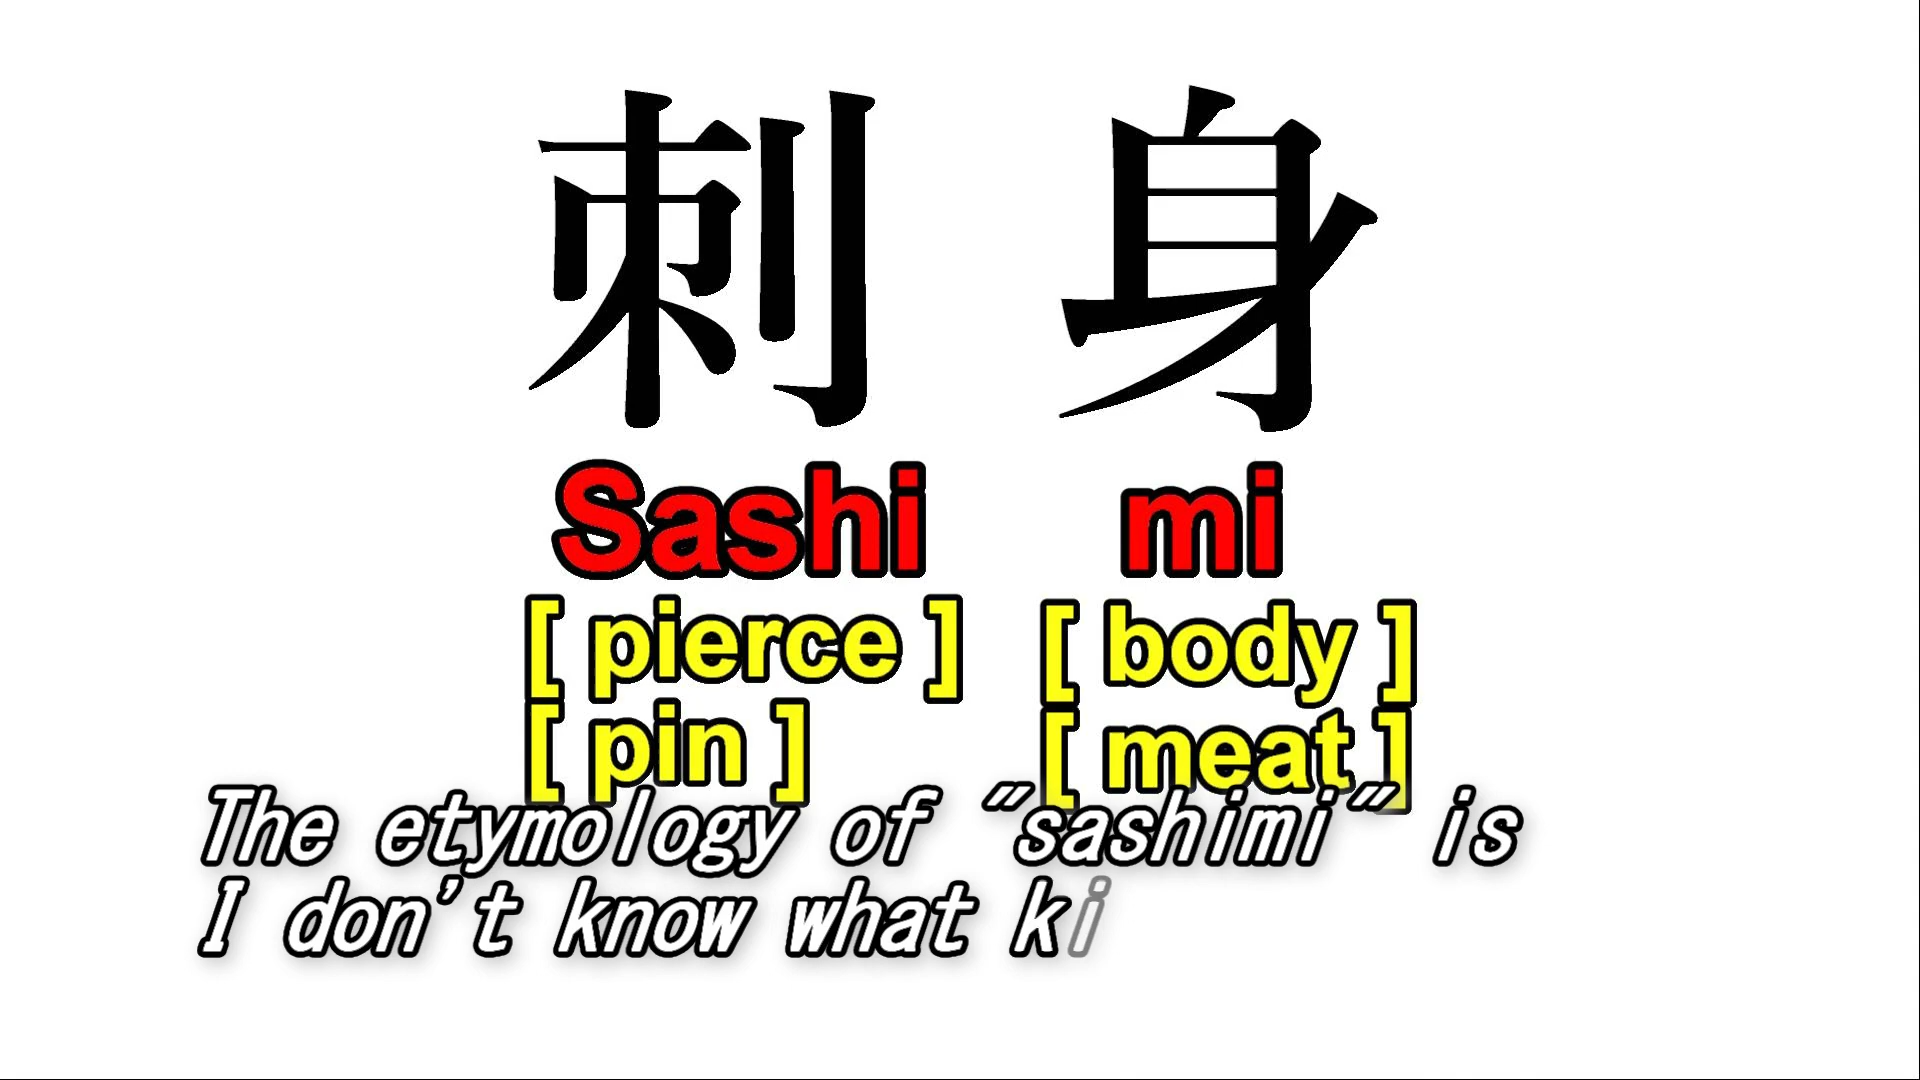 刺身
Sashi mi
[ pierce ] [ body ]
[ pin ] [ meat ]
The etymology of "sashimi" is
I don't know what ki